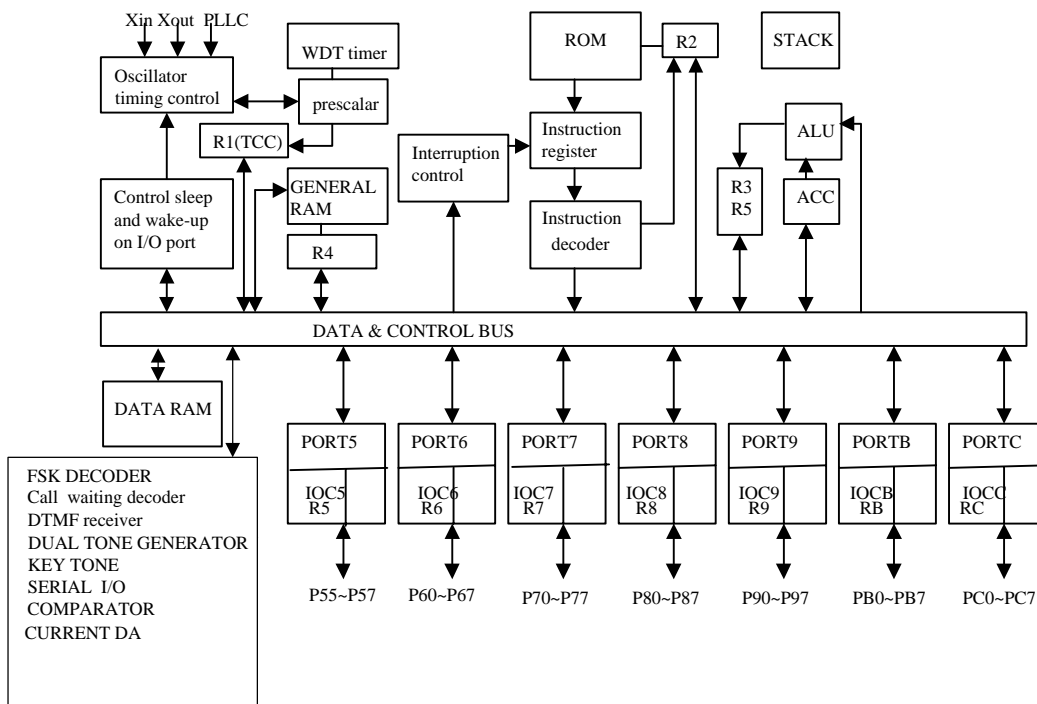 Xin Xout PLLC
Oscillator
timing control
WDT timer
prescalar
R1(TCC)
Control sleep
and wake-up
on I/O port
GENERAL
RAM
R4
Interruption
control
ROM
R2
Instruction
register
Instruction
decoder
STACK
ALU
R3
R5
ACC
DATA & CONTROL BUS
DATA RAM
FSK DECODER
Call waiting decoder
DTMF receiver
DUAL TONE GENERATOR
KEY TONE
SERIAL I/O
COMPARATOR
CURRENT DA
PORT5
IOC5
R5
P55~P57
PORT6
IOC6
R6
P60~P67
PORT7
IOC7
R7
P70~P77
PORT8
IOC8
R8
P80~P87
PORT9
IOC9
R9
P90~P97
PORTB
IOCB
RB
PB0~PB7
PORTC
IOCC
RC
PC0~PC7